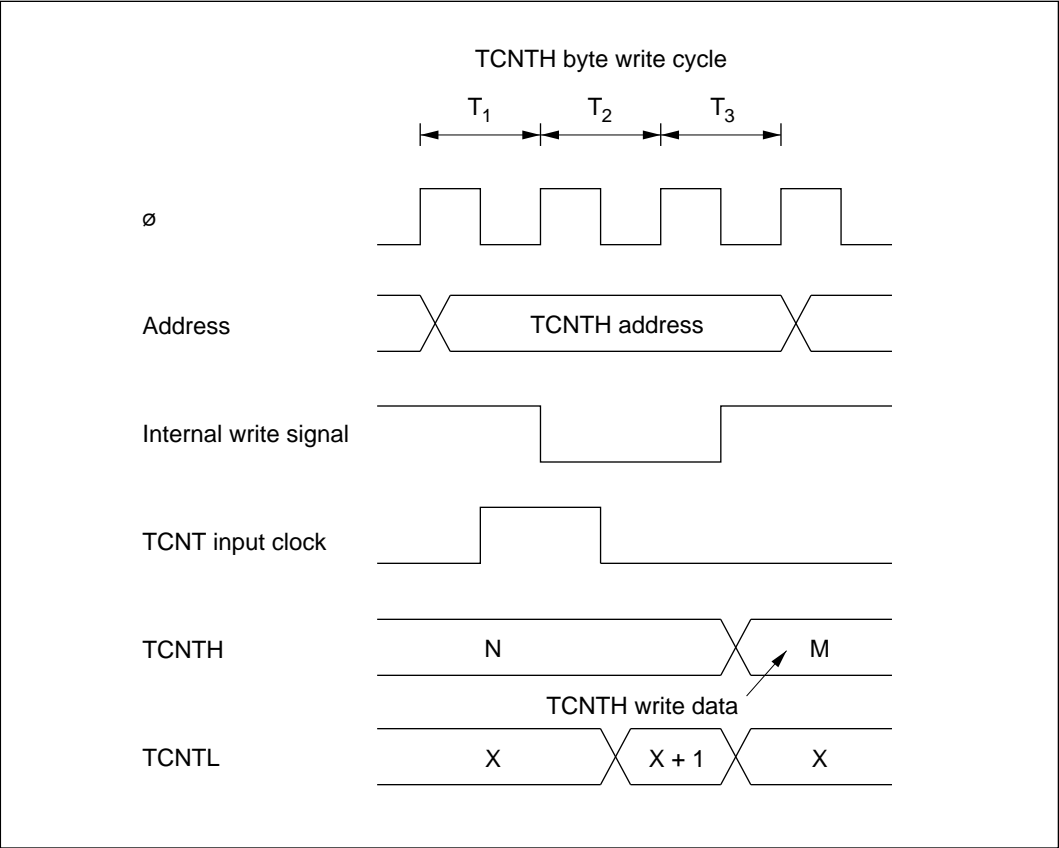 TCNTH byte write cycle
T1 T2 T3
ø
Address TCNTH address
Internal write signal
TCNT input clock
TCNTH N M
TCNTH write data
TCNTL X X + 1 X